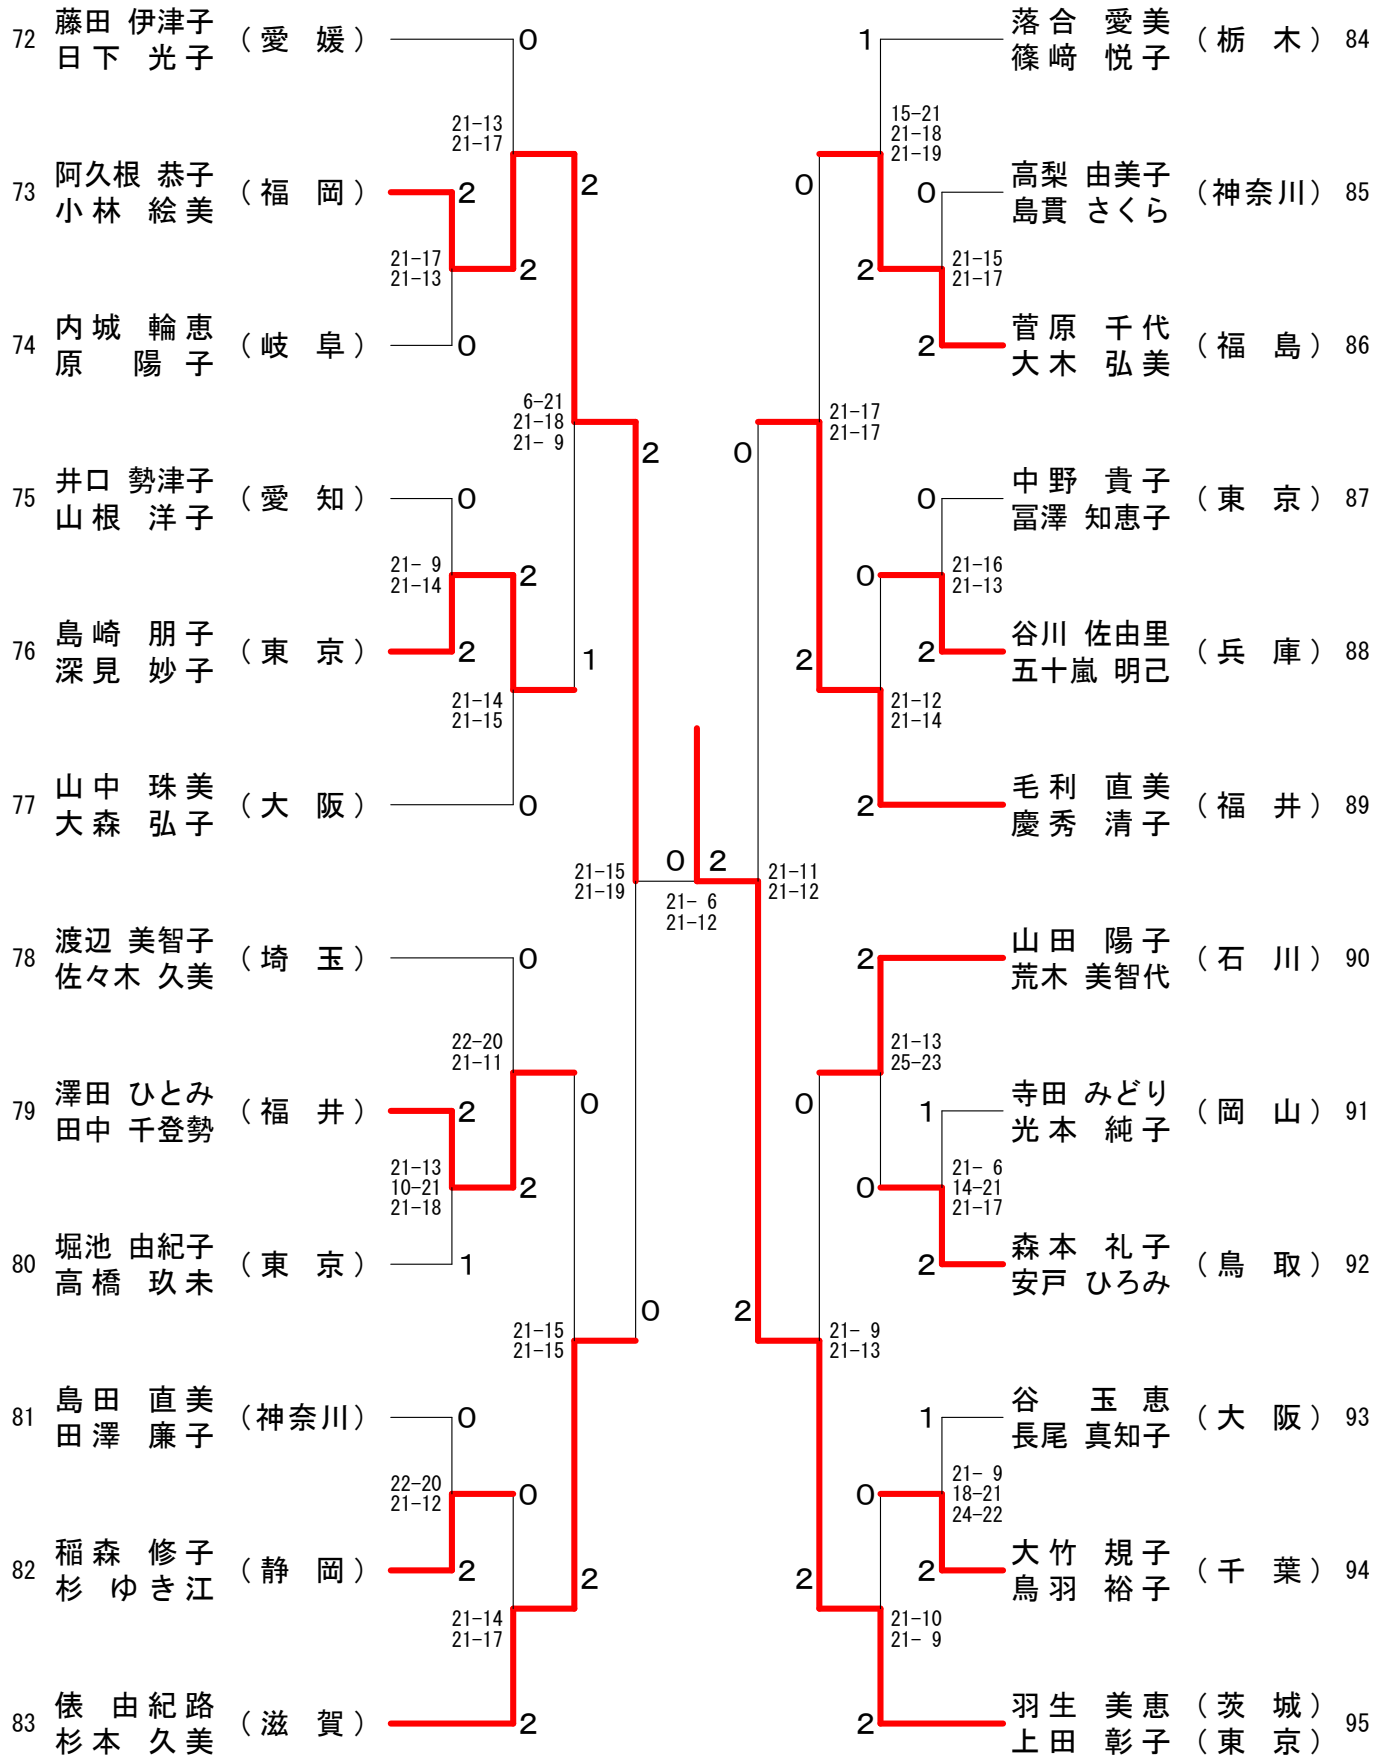 72 藤田 伊津子 (愛 媛) 0
日下 光子
21-13
21-17
73 阿久根 恭子 (福 岡) 2 2
小林 絵美
21-17 2
21-13
74 内城 輪恵 (岐 阜) 0
原 陽子
6-21
21-18
21- 9 2
75 井口 勢津子 (愛 知) 0
山根 洋子
21- 9 2
21-14
76 島崎 朋子 (東 京) 2 1
深見 妙子
21-14
21-15
77 山中 珠美 (大 阪) 0
大森 弘子
21-15
21-19
78 渡辺 美智子 (埼 玉) 0
佐々木 久美
22-20
21-11
79 澤田 ひとみ (福 井) 2 0
田中 千登勢
21-13
10-21 2
21-18
80 堀池 由紀子 (東 京) 1
高橋 玖未
0
21-15
21-15
81 島田 直美 (神奈川) 0
田澤 廉子
22-20 0
21-12
82 稲森 修子 (静 岡) 2 2
杉 ゆき江
21-14
21-17
83 俵 由紀路 (滋 賀) 2
杉本 久美
0 2
21- 6
21-12
1 落合 愛美 (栃 木) 84
篠﨑 悦子
15-21
21-18
21-19
0 0 高梨 由美子 (神奈川) 85
島貫 さくら
2 21-15
21-17
2 菅原 千代 (福 島) 86
大木 弘美
21-17
21-17
0
0 中野 貴子 (東 京) 87
冨澤 知恵子
0 21-16
21-13
2 2 谷川 佐由里 (兵 庫) 88
五十嵐 明己
21-12
21-14
2 毛利 直美 (福 井) 89
慶秀 清子
21-11
21-12
2 山田 陽子 (石 川) 90
荒木 美智代
21-13
25-23
0 1 寺田 みどり (岡 山) 91
光本 純子
21- 6
0 14-21
21-17
2 森本 礼子 (鳥 取) 92
安戸 ひろみ
2
21- 9
21-13
1 谷 玉恵 (大 阪) 93
長尾 真知子
21- 9
0 18-21
24-22
2 2 大竹 規子 (千 葉) 94
鳥羽 裕子
21-10
21- 9
2 羽生 美恵 (茨 城) 95
上田 彰子 (東 京)